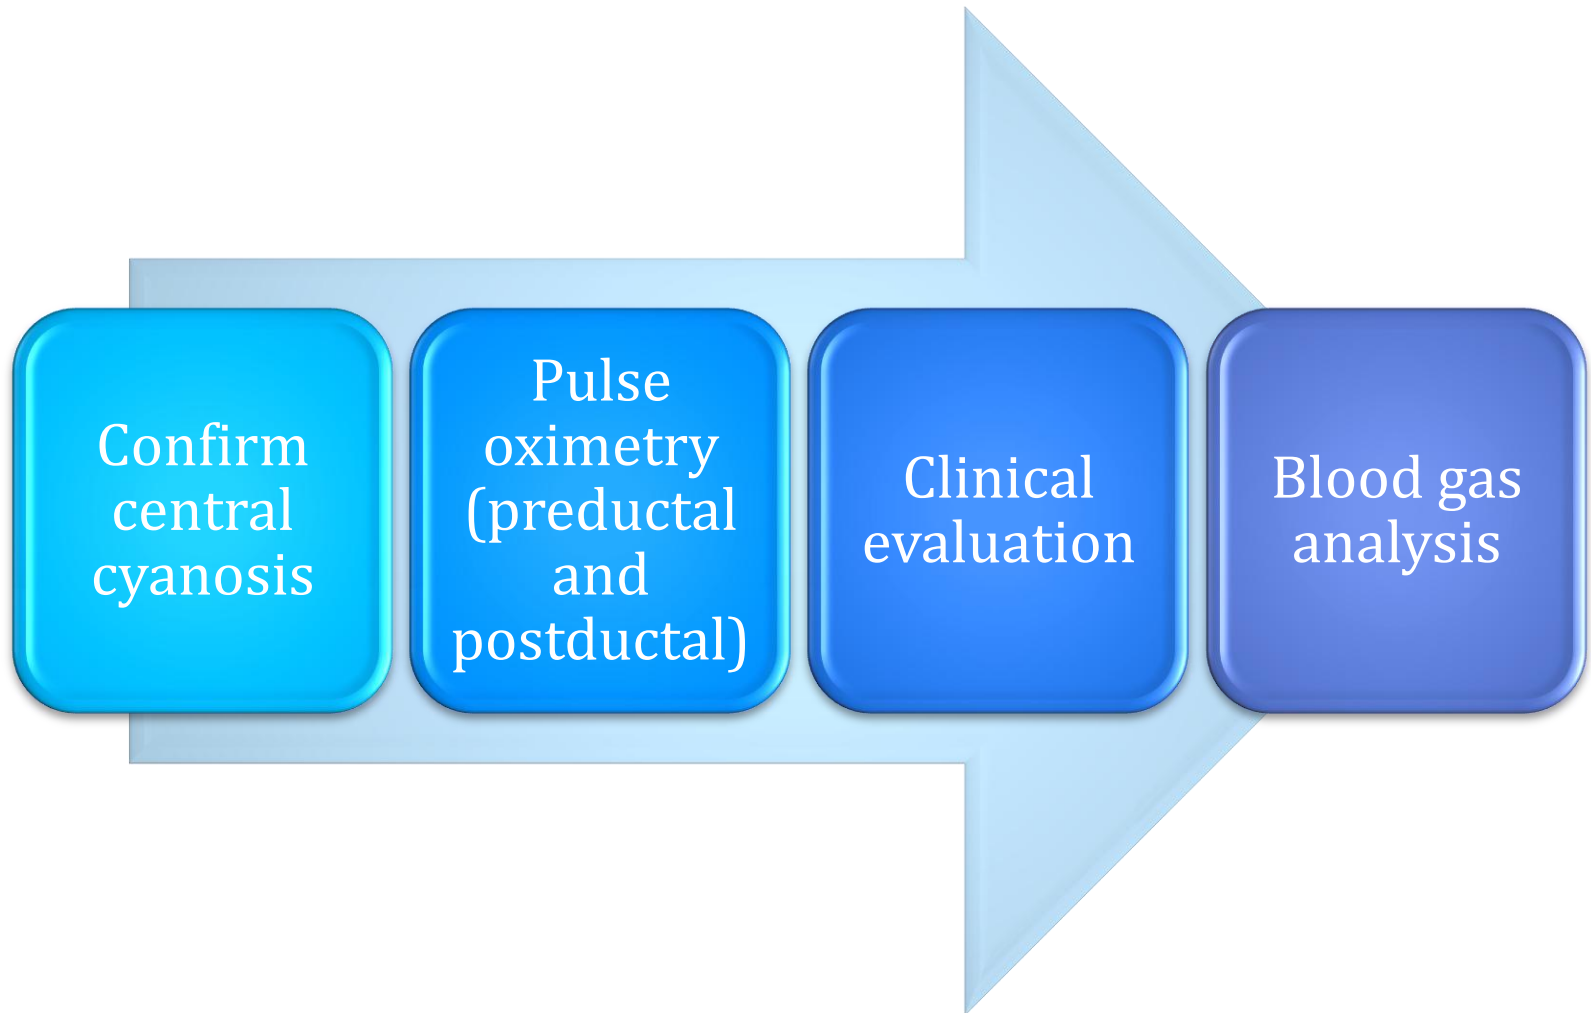 Confirm
central
cyanosis
Pulse
oximetry
(preductal
and
postductal)
Clinical
evaluation
Blood gas
analysis